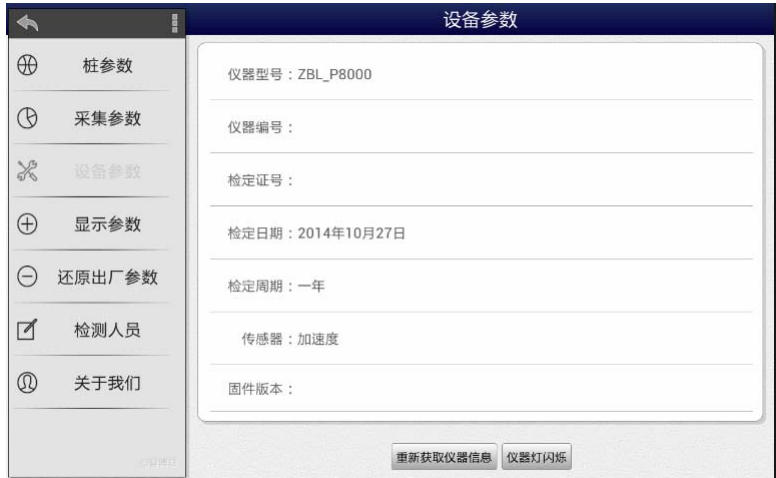 设备参数
桩参数
采集参数
设备参数
显示参数
还原出厂参数
检测人员
关于我们
仪器型号：ZBL_P8000
仪器编号：
检定证号：
检定日期：2014年10月27日
检定周期：一年
传感器：加速度
固件版本：
重新获取仪器信息
仪器灯闪烁